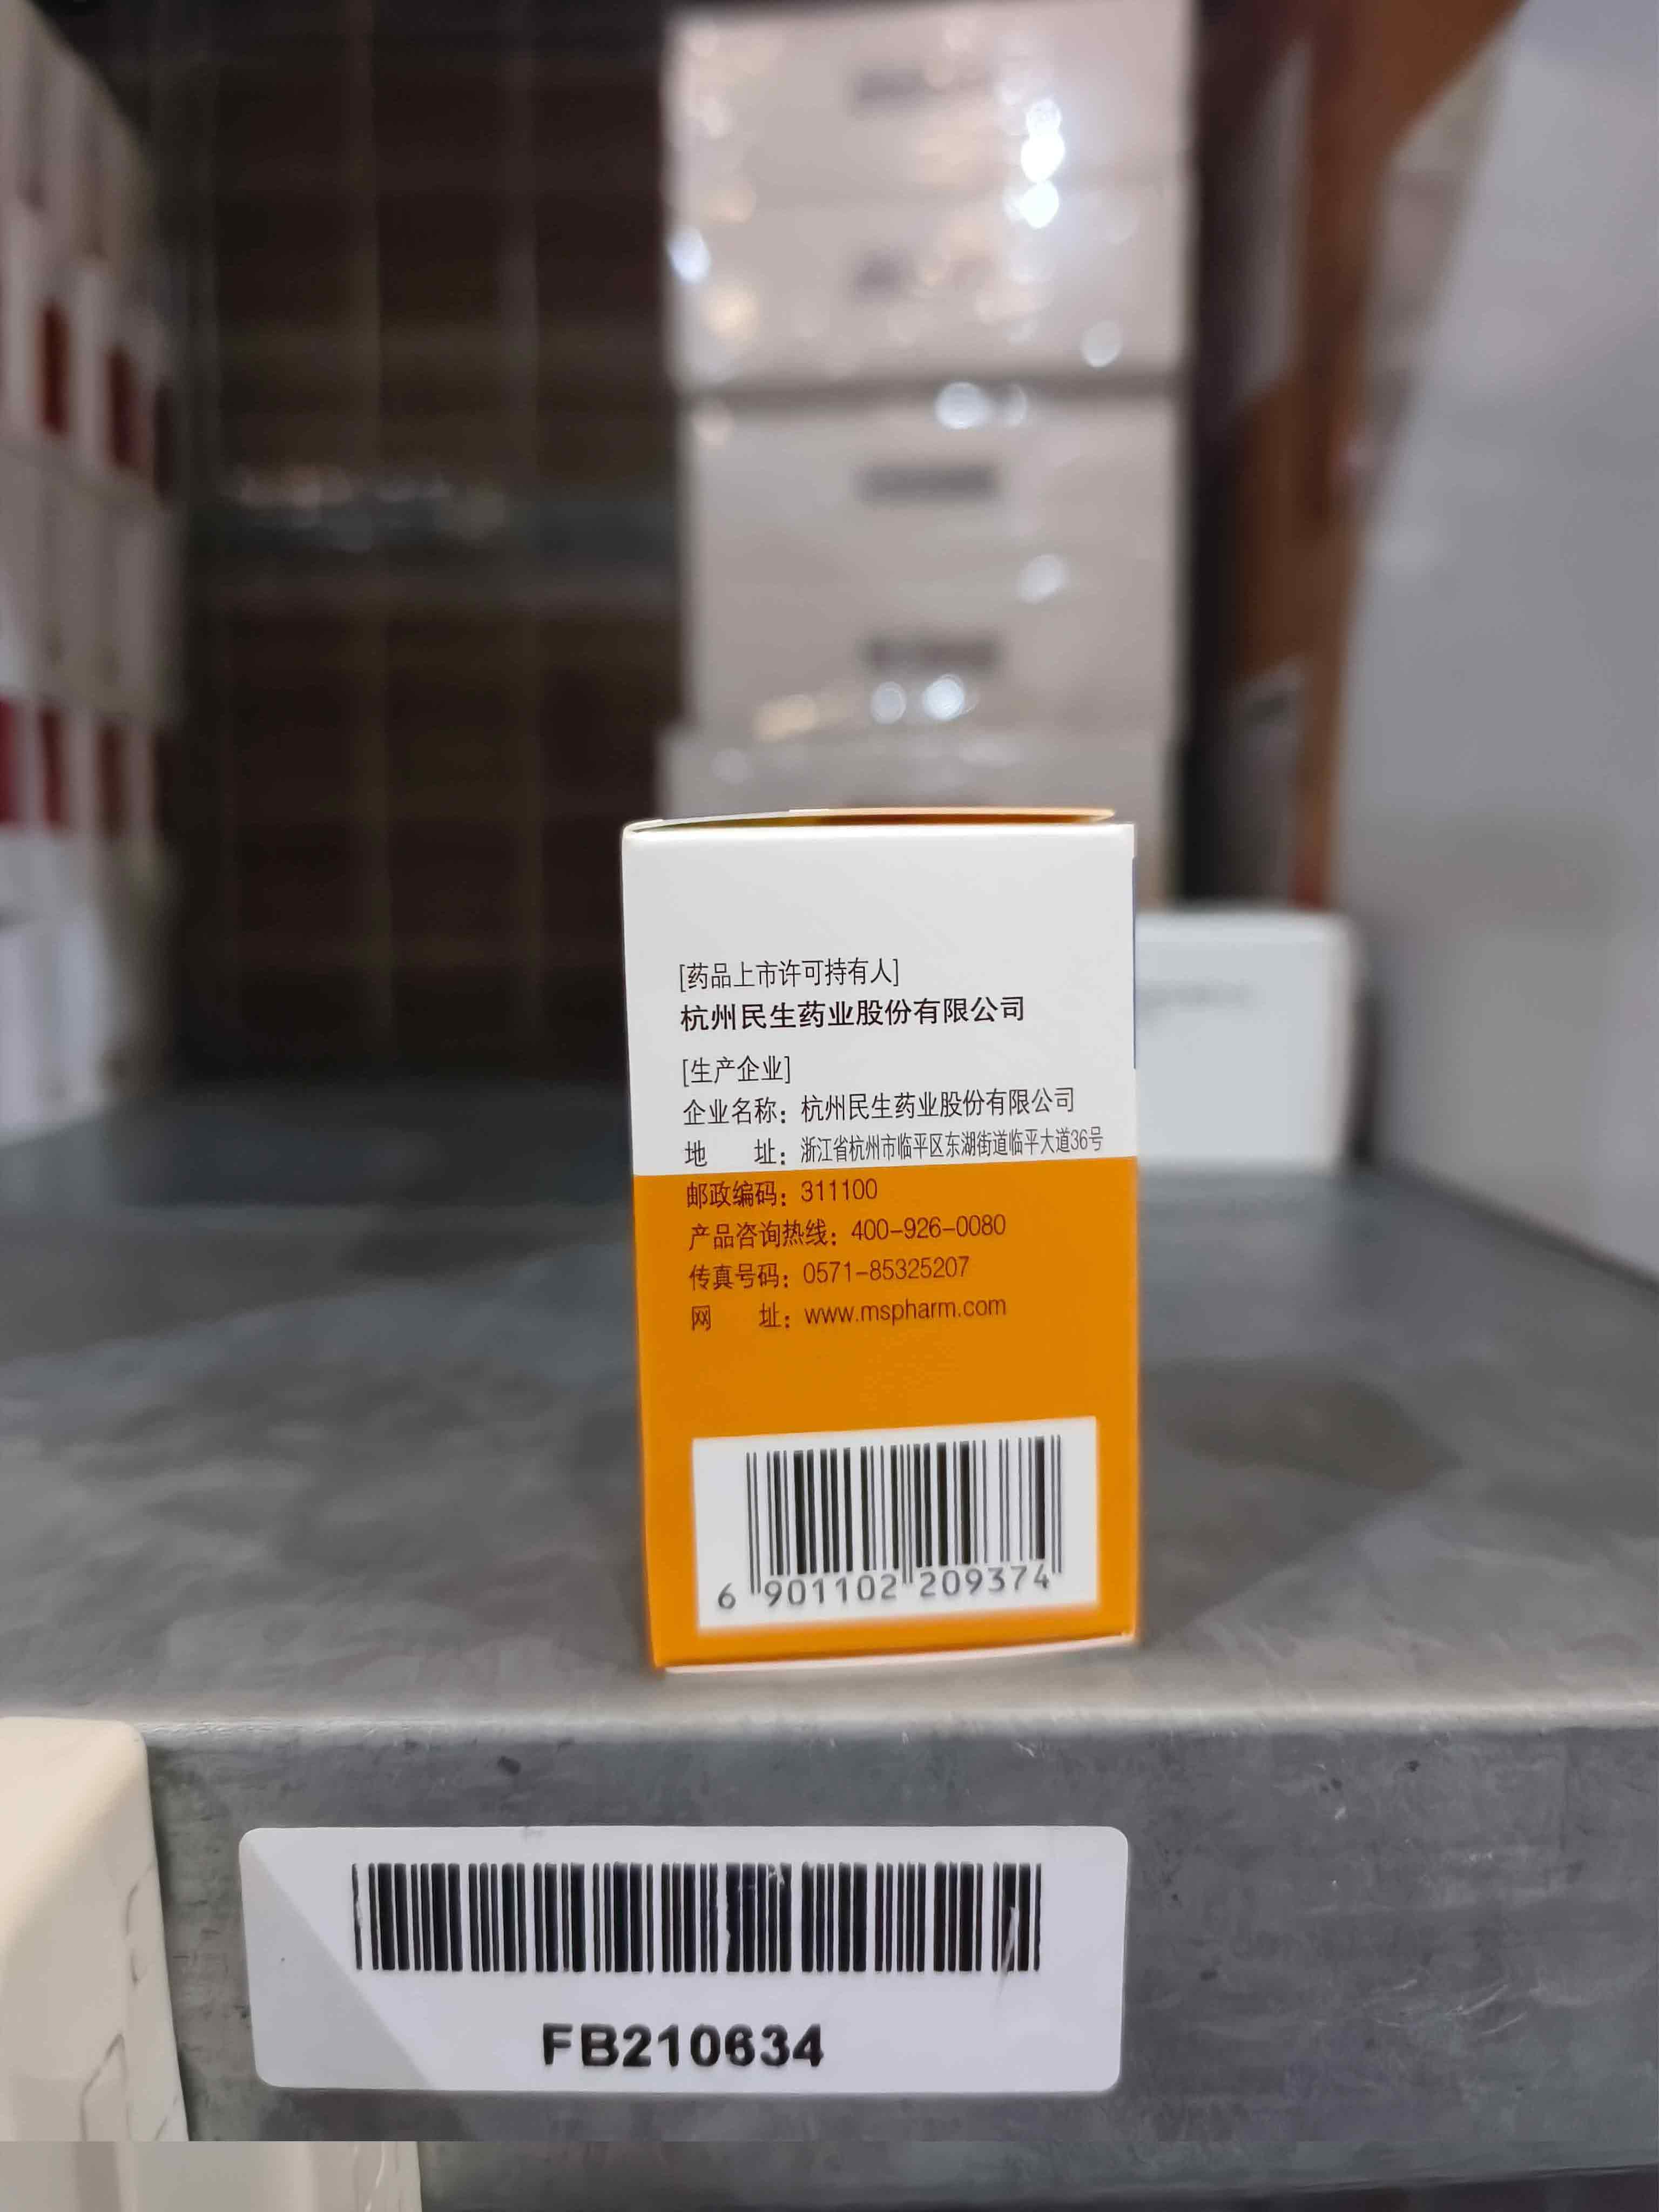 [药品上市许可持有人]
杭州民生药业股份有限公司
[生产企业]
企业名称：杭州民生药业股份有限公司
地　　址：浙江省杭州市临平区东湖街道临平大道36号
邮政编码：311100
产品咨询热线：400-926-0080
传真号码：0571-85325207
网　　址：www.mspharm.com
6 901102 209374
FB210634